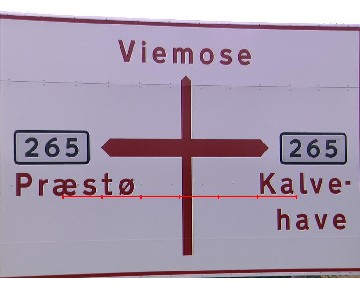 Viemose
265
265
Præstø
Kalve-
have